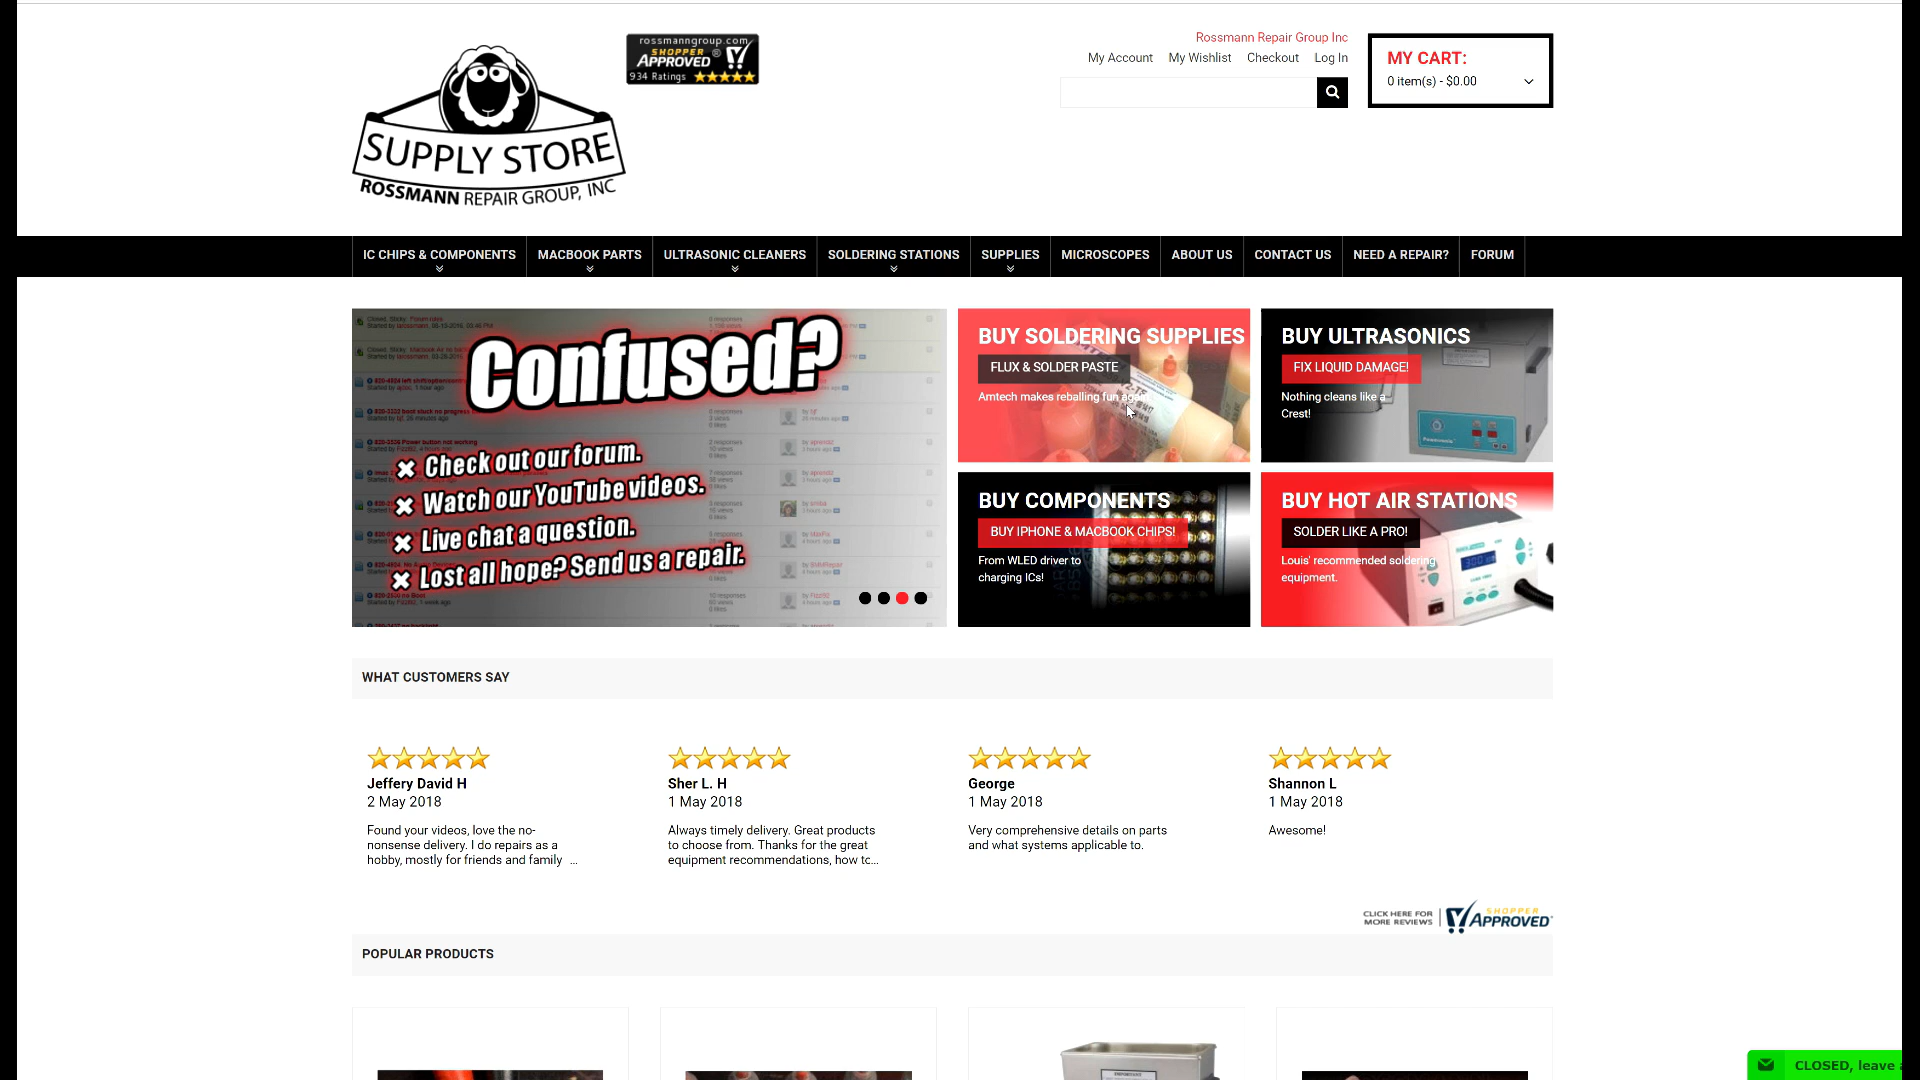 rossmanngroup.com
SHOPPER
APPROVED®
934 Ratings
Rossmann Repair Group Inc
My Account My Wishlist Checkout Log In
MY CART:
0 item(s) - $0.00
SUPPLY STORE
ROSSMANN REPAIR GROUP, INC
IC CHIPS & COMPONENTS MACBOOK PARTS ULTRASONIC CLEANERS SOLDERING STATIONS SUPPLIES MICROSCOPES ABOUT US CONTACT US NEED A REPAIR? FORUM
Confused?
✖ Check out our forum.
✖ Watch our YouTube videos.
✖ Live chat a question.
✖ Lost all hope? Send us a repair.
BUY SOLDERING SUPPLIES
FLUX & SOLDER PASTE
Amtech makes reballing fun again
BUY ULTRASONICS
FIX LIQUID DAMAGE!
Nothing cleans like a
Crest!
BUY COMPONENTS
BUY IPHONE & MACBOOK CHIPS!
From WLED driver to
charging ICs!
BUY HOT AIR STATIONS
SOLDER LIKE A PRO!
Louis' recommended soldering
equipment.
WHAT CUSTOMERS SAY
Jeffery David H
2 May 2018
Found your videos, love the no-
nonsense delivery. I do repairs as a
hobby, mostly for friends and family ...
Sher L. H
1 May 2018
Always timely delivery. Great products
to choose from. Thanks for the great
equipment recommendations, how tc...
George
1 May 2018
Very comprehensive details on parts
and what systems applicable to.
Shannon L
1 May 2018
Awesome!
CLICK HERE FOR
MORE REVIEWS
SHOPPER
APPROVED
POPULAR PRODUCTS
CLOSED, leave